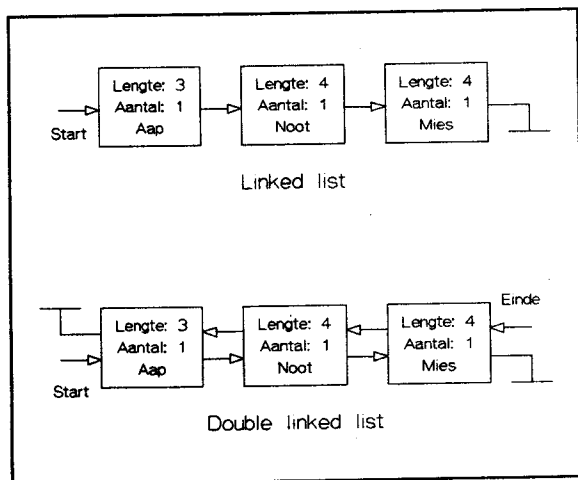 Lengte: 3
Aantal: 1
Aap
Lengte: 4
Aantal: 1
Noot
Lengte: 4
Aantal: 1
Mies
Start
Linked list
Einde
Lengte: 3
Aantal: 1
Aap
Lengte: 4
Aantal: 1
Noot
Lengte: 4
Aantal: 1
Mies
Start
Double linked list